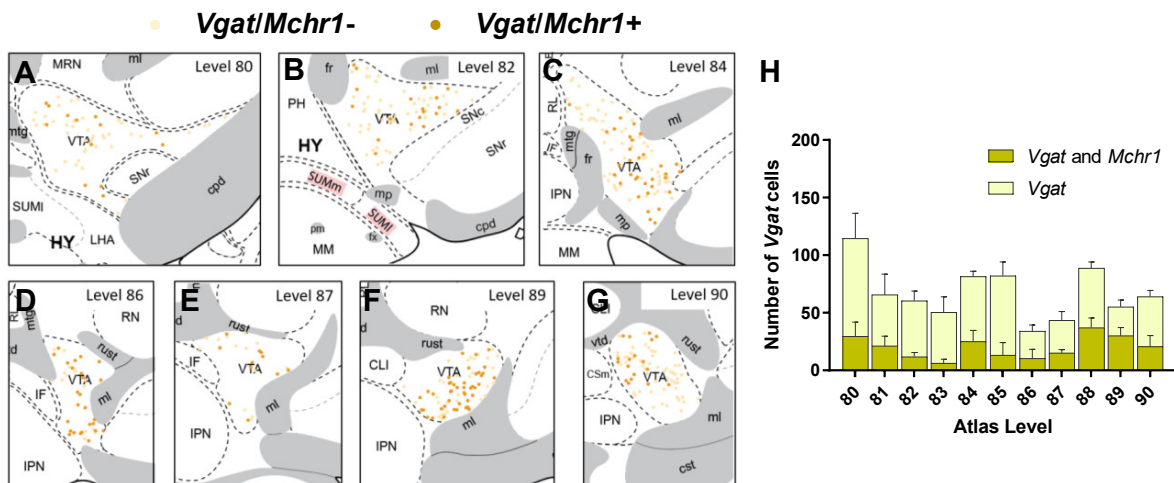 Vgat/Mchr1- Vgat/Mchr1+
A MRN ml Level 80
mtg VTA
SNr
cpd
SUMl
HY LHA
B fr ml Level 82
PH VTA SNc
HY SNr
SUMm
mp
SUMl
pm
MM fx cpd
C Level 84
RL ml
mtg fr VTA
IPN
mp
MM
D Level 86
mtg RN
rust
VTA
IF ml
IPN
E Level 87
rust
IF VTA
ml
IPN
F Level 89
RN
rust
CLI VTA
ml
IPN
G Level 90
CLI
vtd rust
CSm VTA
IPN ml
cst
H
Number of Vgat cells
200
150
100
50
0
Vgat and Mchr1
Vgat
80 81 82 83 84 85 86 87 88 89 90
Atlas Level